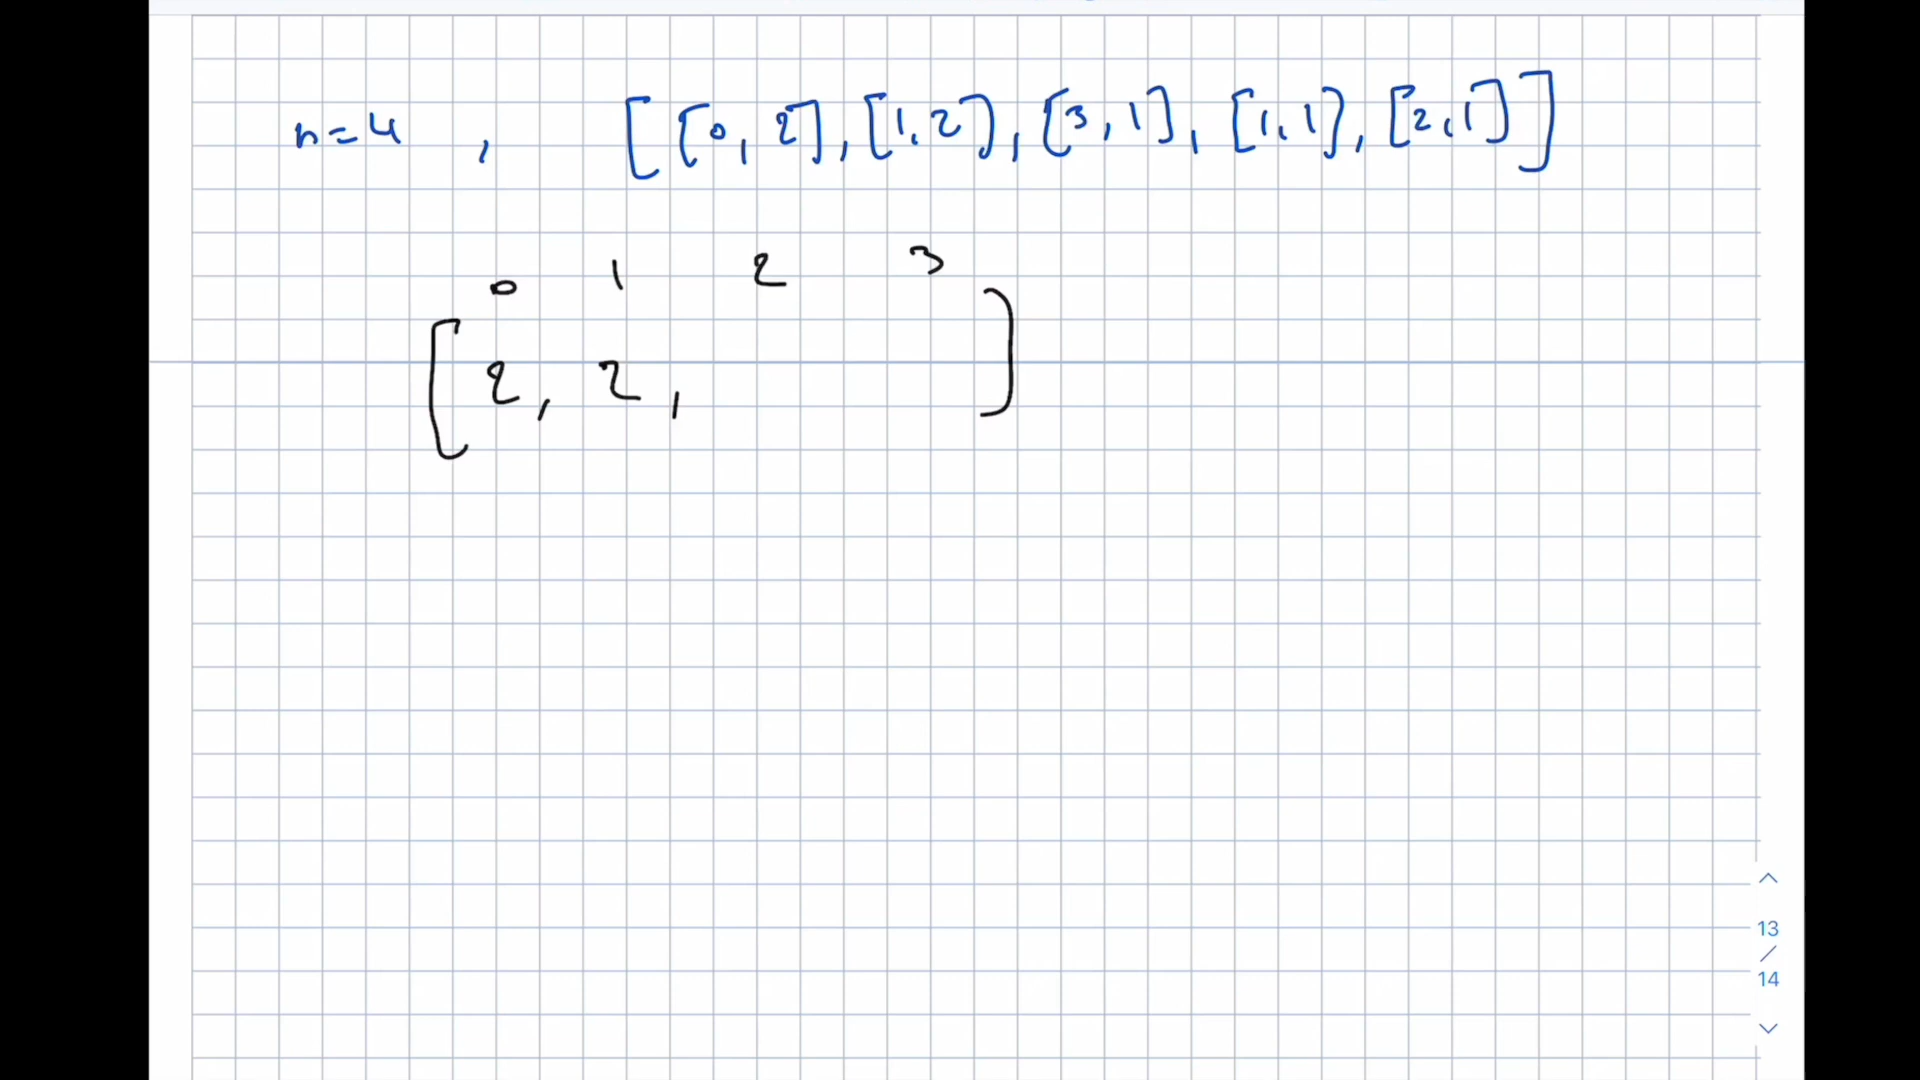 n=4 , [[0, 2], [1,2], [3, 1], [1, 1], [2,1]]
0 1 2 3
[2, 2, ]
13
/
14